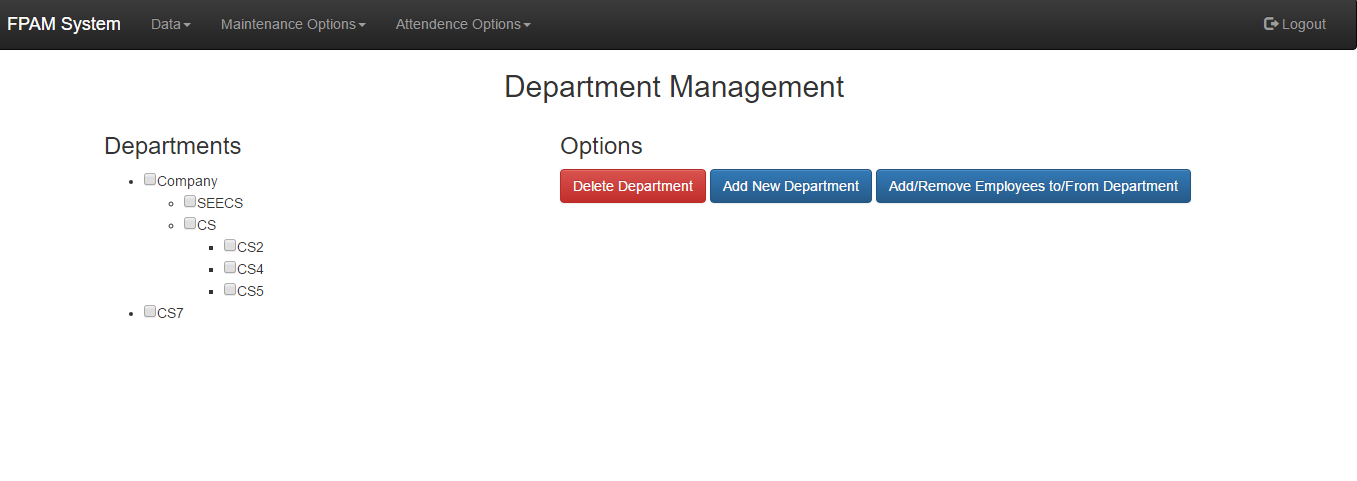 FPAM System Data Maintenance Options Attendence Options Logout
Department Management
Departments
Company
SEECS
CS
CS2
CS4
CS5
CS7
Options
Delete Department Add New Department Add/Remove Employees to/From Department